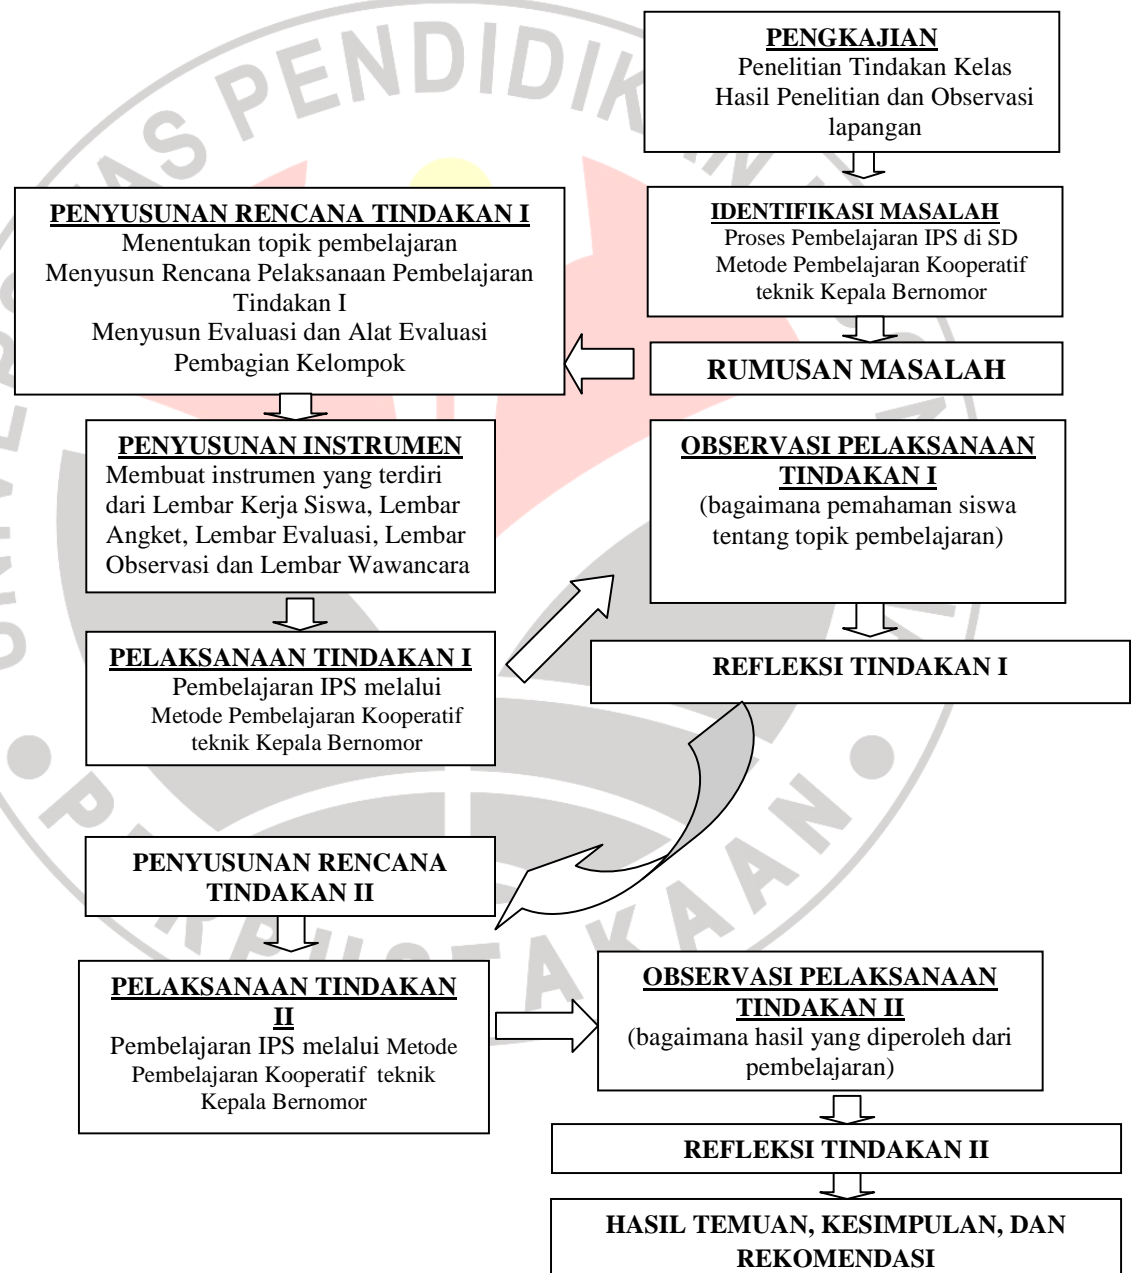 PENGKAJIAN
Penelitian Tindakan Kelas
Hasil Penelitian dan Observasi
lapangan
IDENTIFIKASI MASALAH
Proses Pembelajaran IPS di SD
Metode Pembelajaran Kooperatif
teknik Kepala Bernomor
RUMUSAN MASALAH
PENYUSUNAN RENCANA TINDAKAN I
Menentukan topik pembelajaran
Menyusun Rencana Pelaksanaan Pembelajaran
Tindakan I
Menyusun Evaluasi dan Alat Evaluasi
Pembagian Kelompok
PENYUSUNAN INSTRUMEN
Membuat instrumen yang terdiri
dari Lembar Kerja Siswa, Lembar
Angket, Lembar Evaluasi, Lembar
Observasi dan Lembar Wawancara
PELAKSANAAN TINDAKAN I
Pembelajaran IPS melalui
Metode Pembelajaran Kooperatif
teknik Kepala Bernomor
OBSERVASI PELAKSANAAN
TINDAKAN I
(bagaimana pemahaman siswa
tentang topik pembelajaran)
REFLEKSI TINDAKAN I
PENYUSUNAN RENCANA
TINDAKAN II
PELAKSANAAN TINDAKAN
II
Pembelajaran IPS melalui Metode
Pembelajaran Kooperatif teknik
Kepala Bernomor
OBSERVASI PELAKSANAAN
TINDAKAN II
(bagaimana hasil yang diperoleh dari
pembelajaran)
REFLEKSI TINDAKAN II
HASIL TEMUAN, KESIMPULAN, DAN
REKOMENDASI
PENDIDIKAN
PERPUSTAKAAN